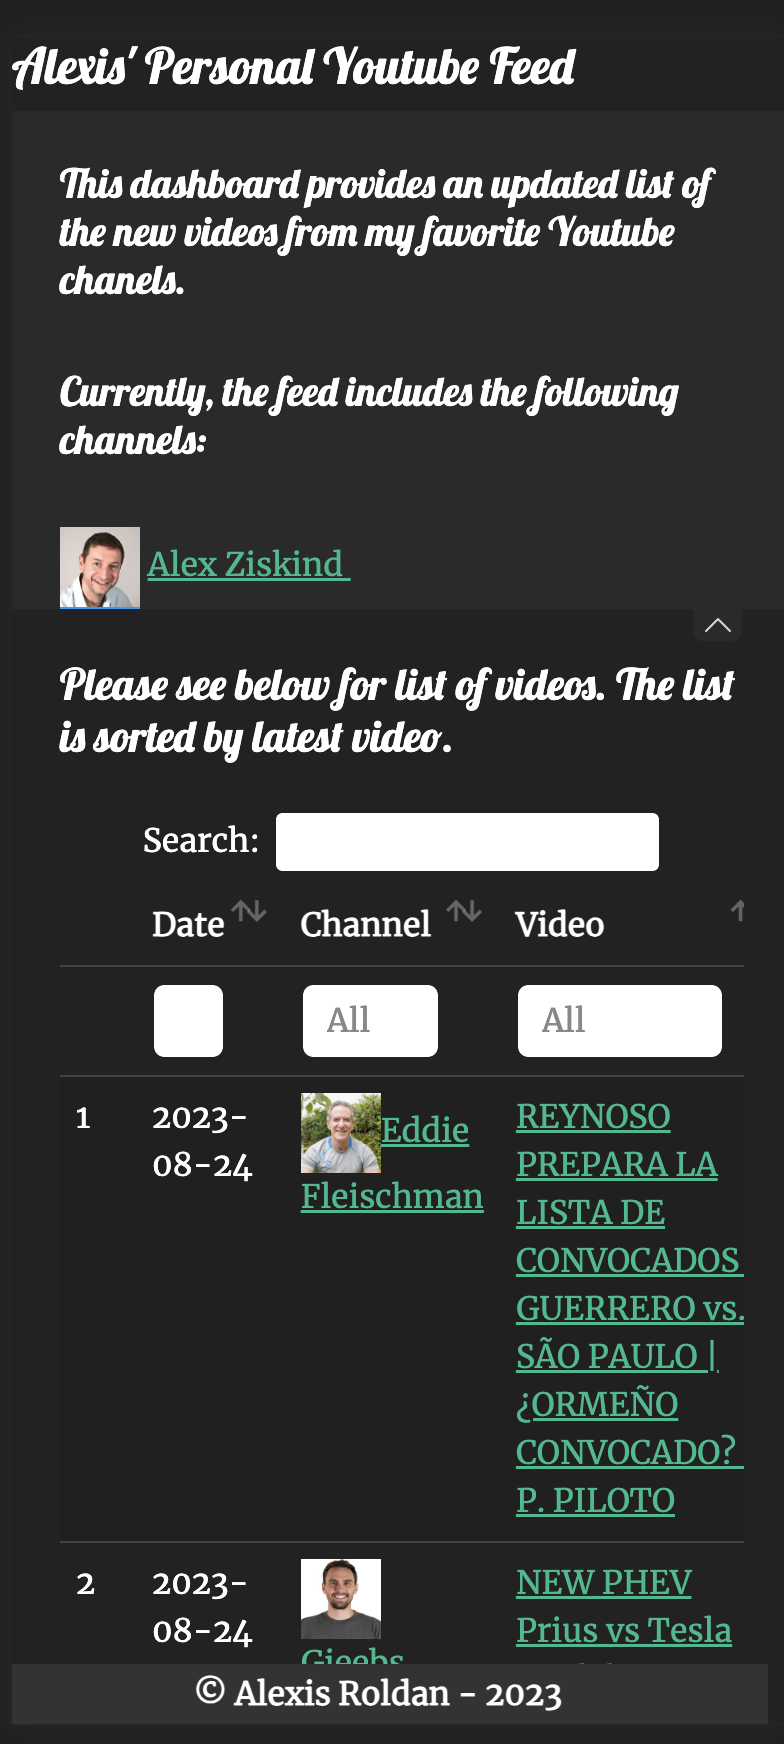 Alexis' Personal Youtube Feed
This dashboard provides an updated list of
the new videos from my favorite Youtube
chanels.
Currently, the feed includes the following
channels:
Alex Ziskind
Please see below for list of videos. The list
is sorted by latest video.
Search:
Date Channel Video
All All
1 2023-
08-24
Eddie
Fleischman
REYNOSO
PREPARA LA
LISTA DE
CONVOCADOS
GUERRERO vs.
SÃO PAULO |
¿ORMEÑO
CONVOCADO?
P. PILOTO
2 2023-
08-24
Gjeebs
NEW PHEV
Prius vs Tesla
© Alexis Roldan - 2023